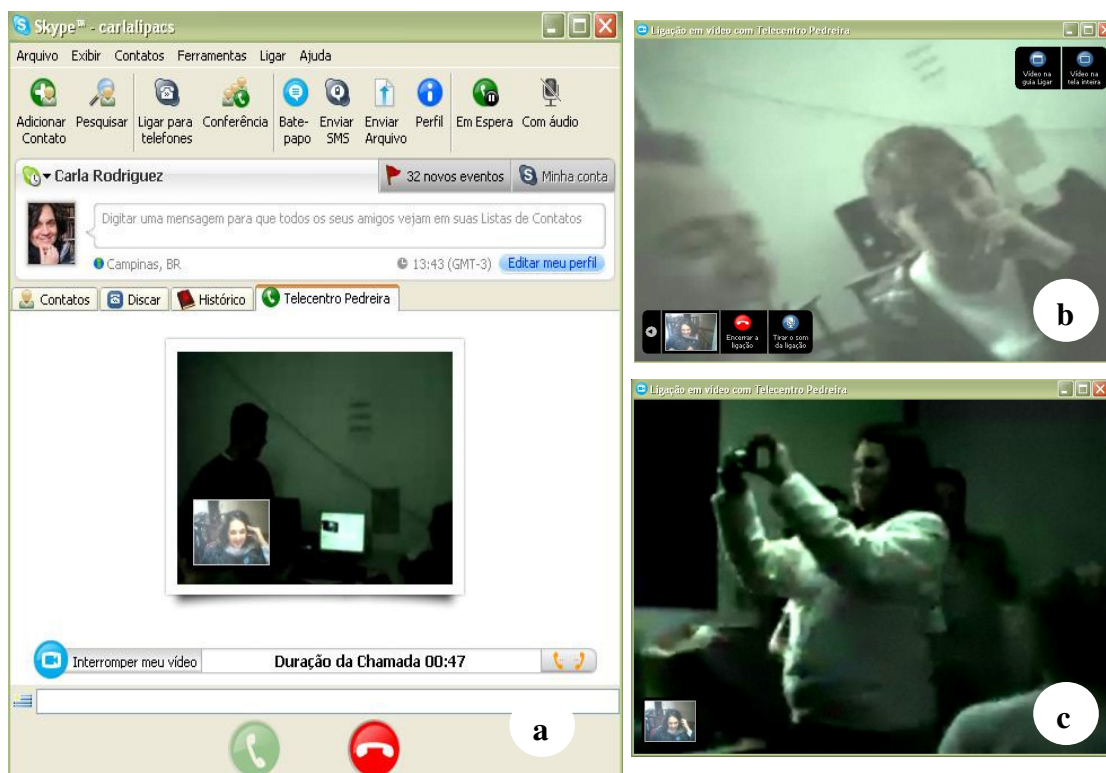 Skype™ - carlalipacs
Arquivo Exibir Contatos Ferramentas Ligar Ajuda
Adicionar Contato
Pesquisar
Ligar para telefones
Conferência
Bate-papo
Enviar SMS
Enviar Arquivo
Perfil
Em Espera
Com áudio
Carla Rodriguez
32 novos eventos
Minha conta
Digitar uma mensagem para que todos os seus amigos vejam em suas Listas de Contatos
Campinas, BR
13:43 (GMT-3)
Editar meu perfil
Contatos
Discar
Histórico
Telecentro Pedreira
Interromper meu vídeo
Duração da Chamada 00:47
a
Ligação em vídeo com Telecentro Pedreira
Vídeo na guia Ligar
Vídeo na tela inteira
Encerrar a ligação
Tirar o som da ligação
b
Ligação em vídeo com Telecentro Pedreira
c